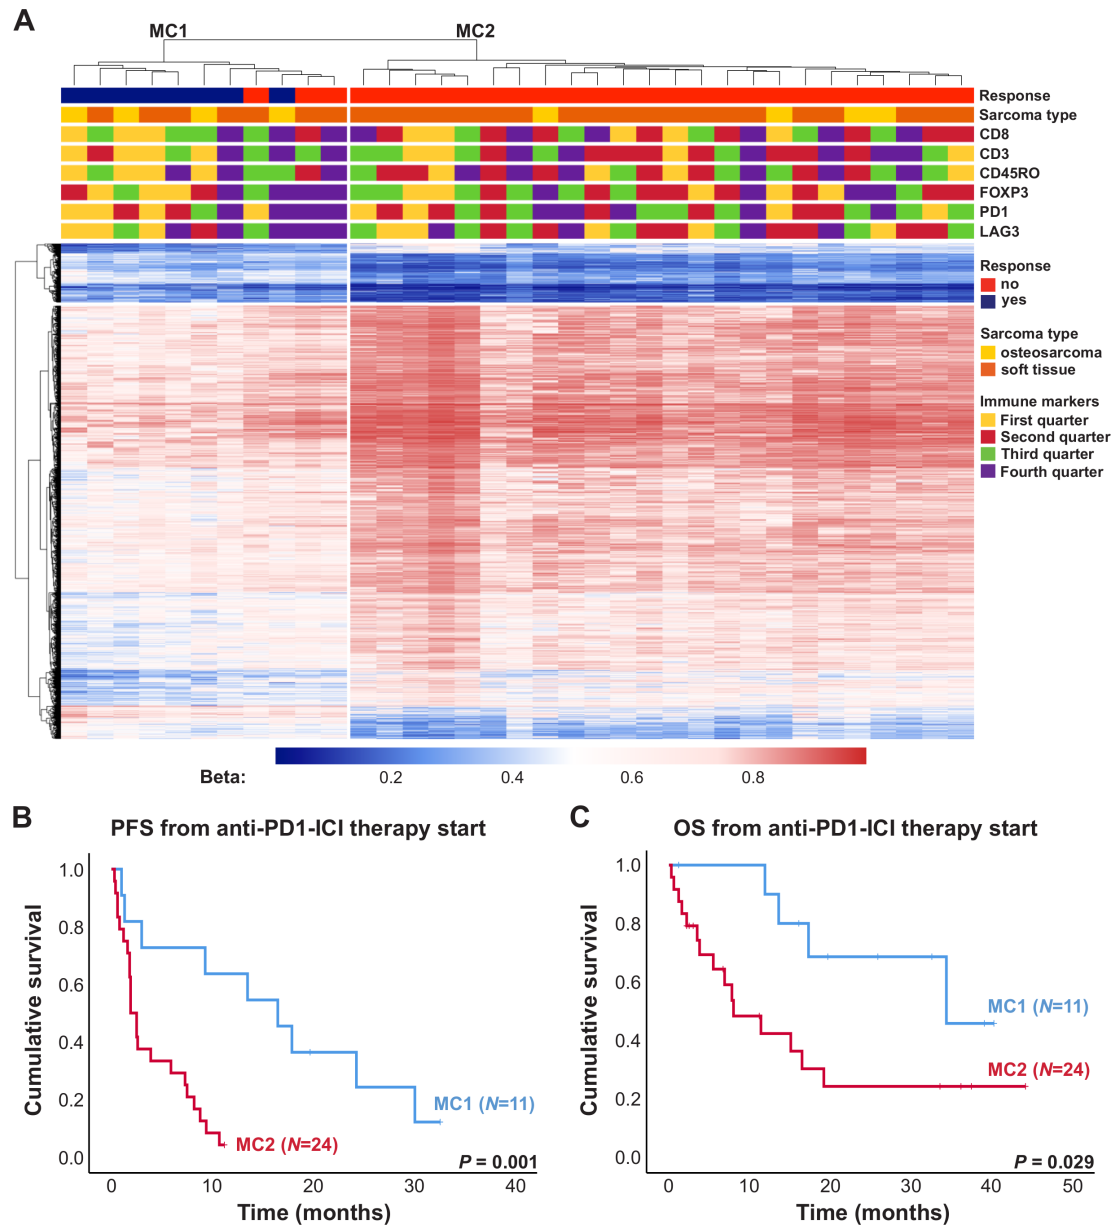 A
MC1
MC2
Response
Sarcoma type
CD8
CD3
CD45RO
FOXP3
PD1
LAG3
Response
no
yes
Sarcoma type
osteosarcoma
soft tissue
Immune markers
First quarter
Second quarter
Third quarter
Fourth quarter
Beta:
0.2
0.4
0.6
0.8
B
PFS from anti-PD1-ICI therapy start
Cumulative survival
1.0
0.8
0.6
0.4
0.2
0.0
MC1 (N=11)
MC2 (N=24)
P = 0.001
0
10
20
30
40
Time (months)
C
OS from anti-PD1-ICI therapy start
Cumulative survival
1.0
0.8
0.6
0.4
0.2
0.0
MC1 (N=11)
MC2 (N=24)
P = 0.029
0
10
20
30
40
50
Time (months)